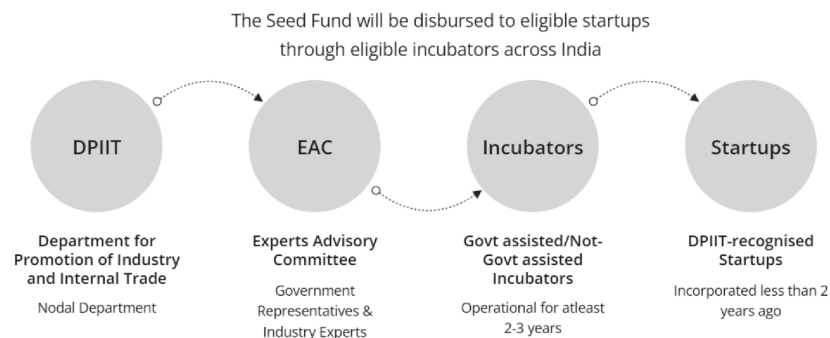 The Seed Fund will be disbursed to eligible startups
through eligible incubators across India
DPIIT
EAC
Incubators
Startups
Department for
Promotion of Industry
and Internal Trade
Nodal Department
Experts Advisory
Committee
Government
Representatives &
Industry Experts
Govt assisted/Not-
Govt assisted
Incubators
Operational for atleast
2-3 years
DPIIT-recognised
Startups
Incorporated less than 2
years ago